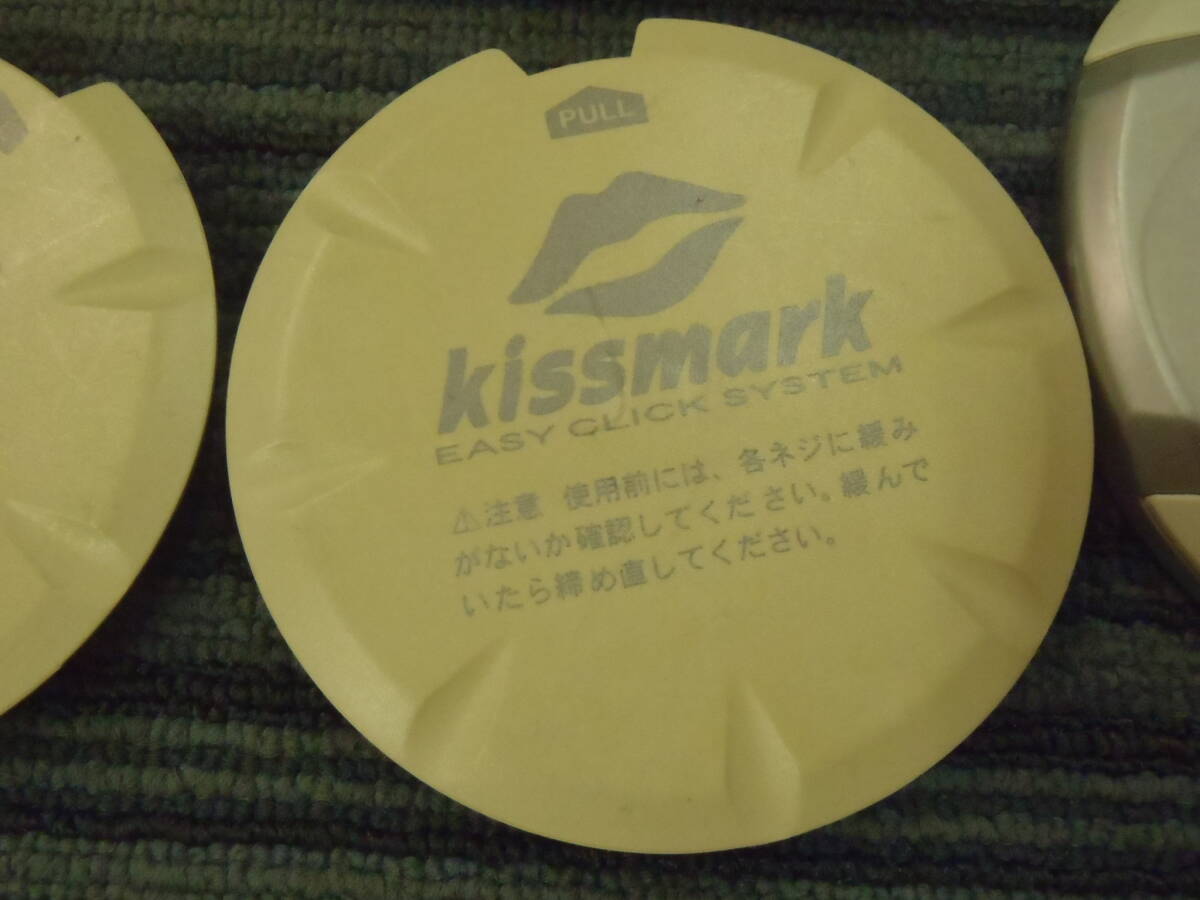 PULL
kissmark
EASY CLICK SYSTEM
⚠注意 使用前には、各ネジに緩み
がないか確認してください。緩んで
いたら締め直してください。